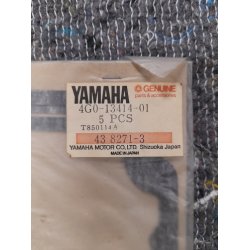 YAMAHA GENUINE
parts & accessories
4G0-13414-01
5 PCS
T850114A
43 8271-3
YAMAHA MOTOR CO., LTD. Shizuoka Japan
MADE IN JAPAN